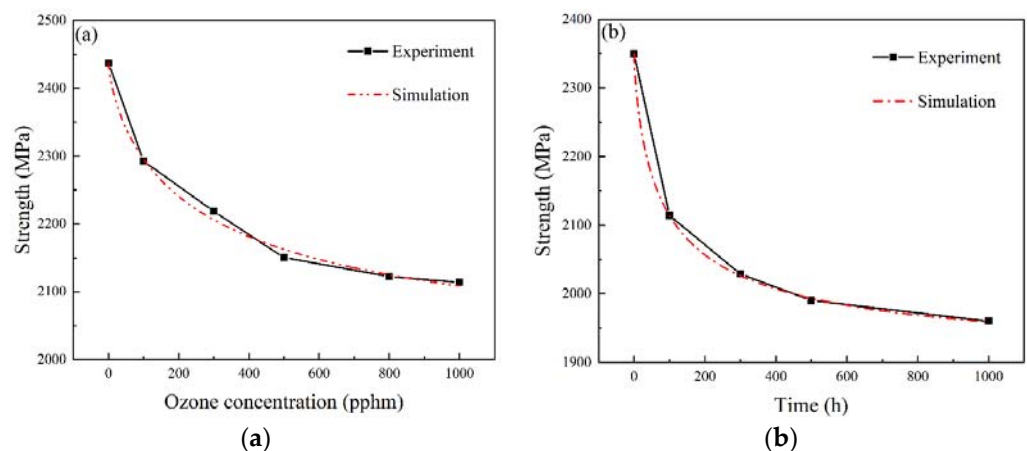 (a)
Experiment
Simulation
2500
2400
2300
2200
2100
2000
Strength (MPa)
0 200 400 600 800 1000
Ozone concentration (pphm)
(a)
(b)
Experiment
Simulation
2400
2300
2200
2100
2000
1900
Strength (MPa)
0 200 400 600 800 1000
Time (h)
(b)